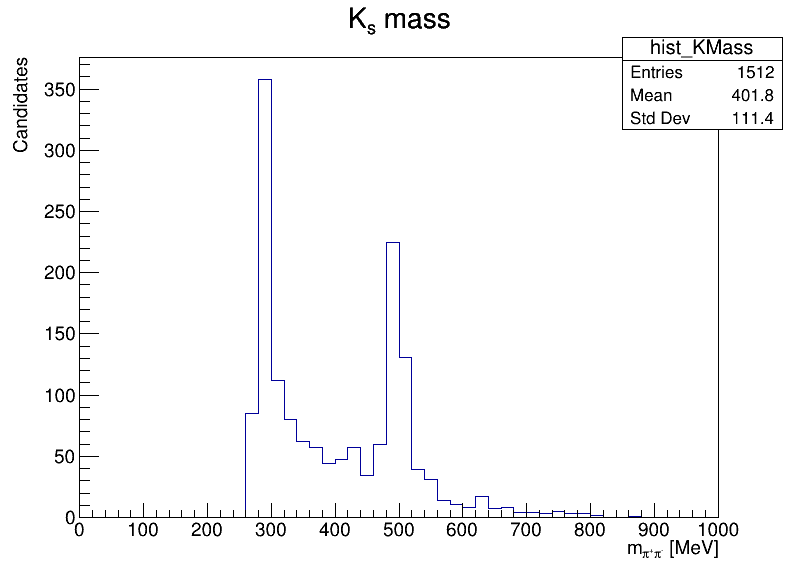 Kₛ mass
hist_KMass
Entries 1512
Mean 401.8
Std Dev 111.4
Candidates
350
300
250
200
150
100
50
0
0 100 200 300 400 500 600 700 800 900 1000
m_π⁺π⁻ [MeV]